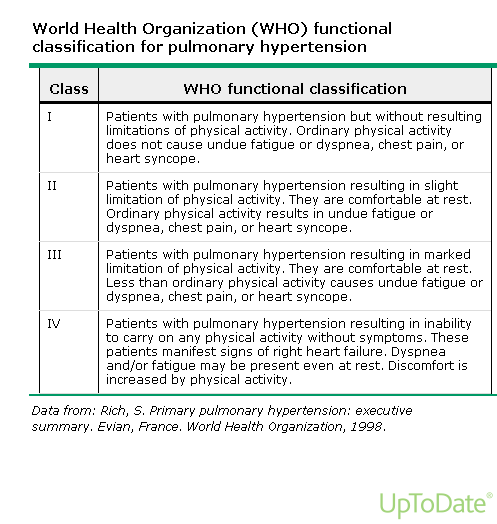 World Health Organization (WHO) functional
classification for pulmonary hypertension
Class WHO functional classification
I Patients with pulmonary hypertension but without resulting
limitations of physical activity. Ordinary physical activity
does not cause undue fatigue or dyspnea, chest pain, or
heart syncope.
II Patients with pulmonary hypertension resulting in slight
limitation of physical activity. They are comfortable at rest.
Ordinary physical activity results in undue fatigue or
dyspnea, chest pain, or heart syncope.
III Patients with pulmonary hypertension resulting in marked
limitation of physical activity. They are comfortable at rest.
Less than ordinary physical activity causes undue fatigue or
dyspnea, chest pain, or heart syncope.
IV Patients with pulmonary hypertension resulting in inability
to carry on any physical activity without symptoms. These
patients manifest signs of right heart failure. Dyspnea
and/or fatigue may be present even at rest. Discomfort is
increased by physical activity.
Data from: Rich, S. Primary pulmonary hypertension: executive
summary. Evian, France. World Health Organization, 1998.
UpToDate®